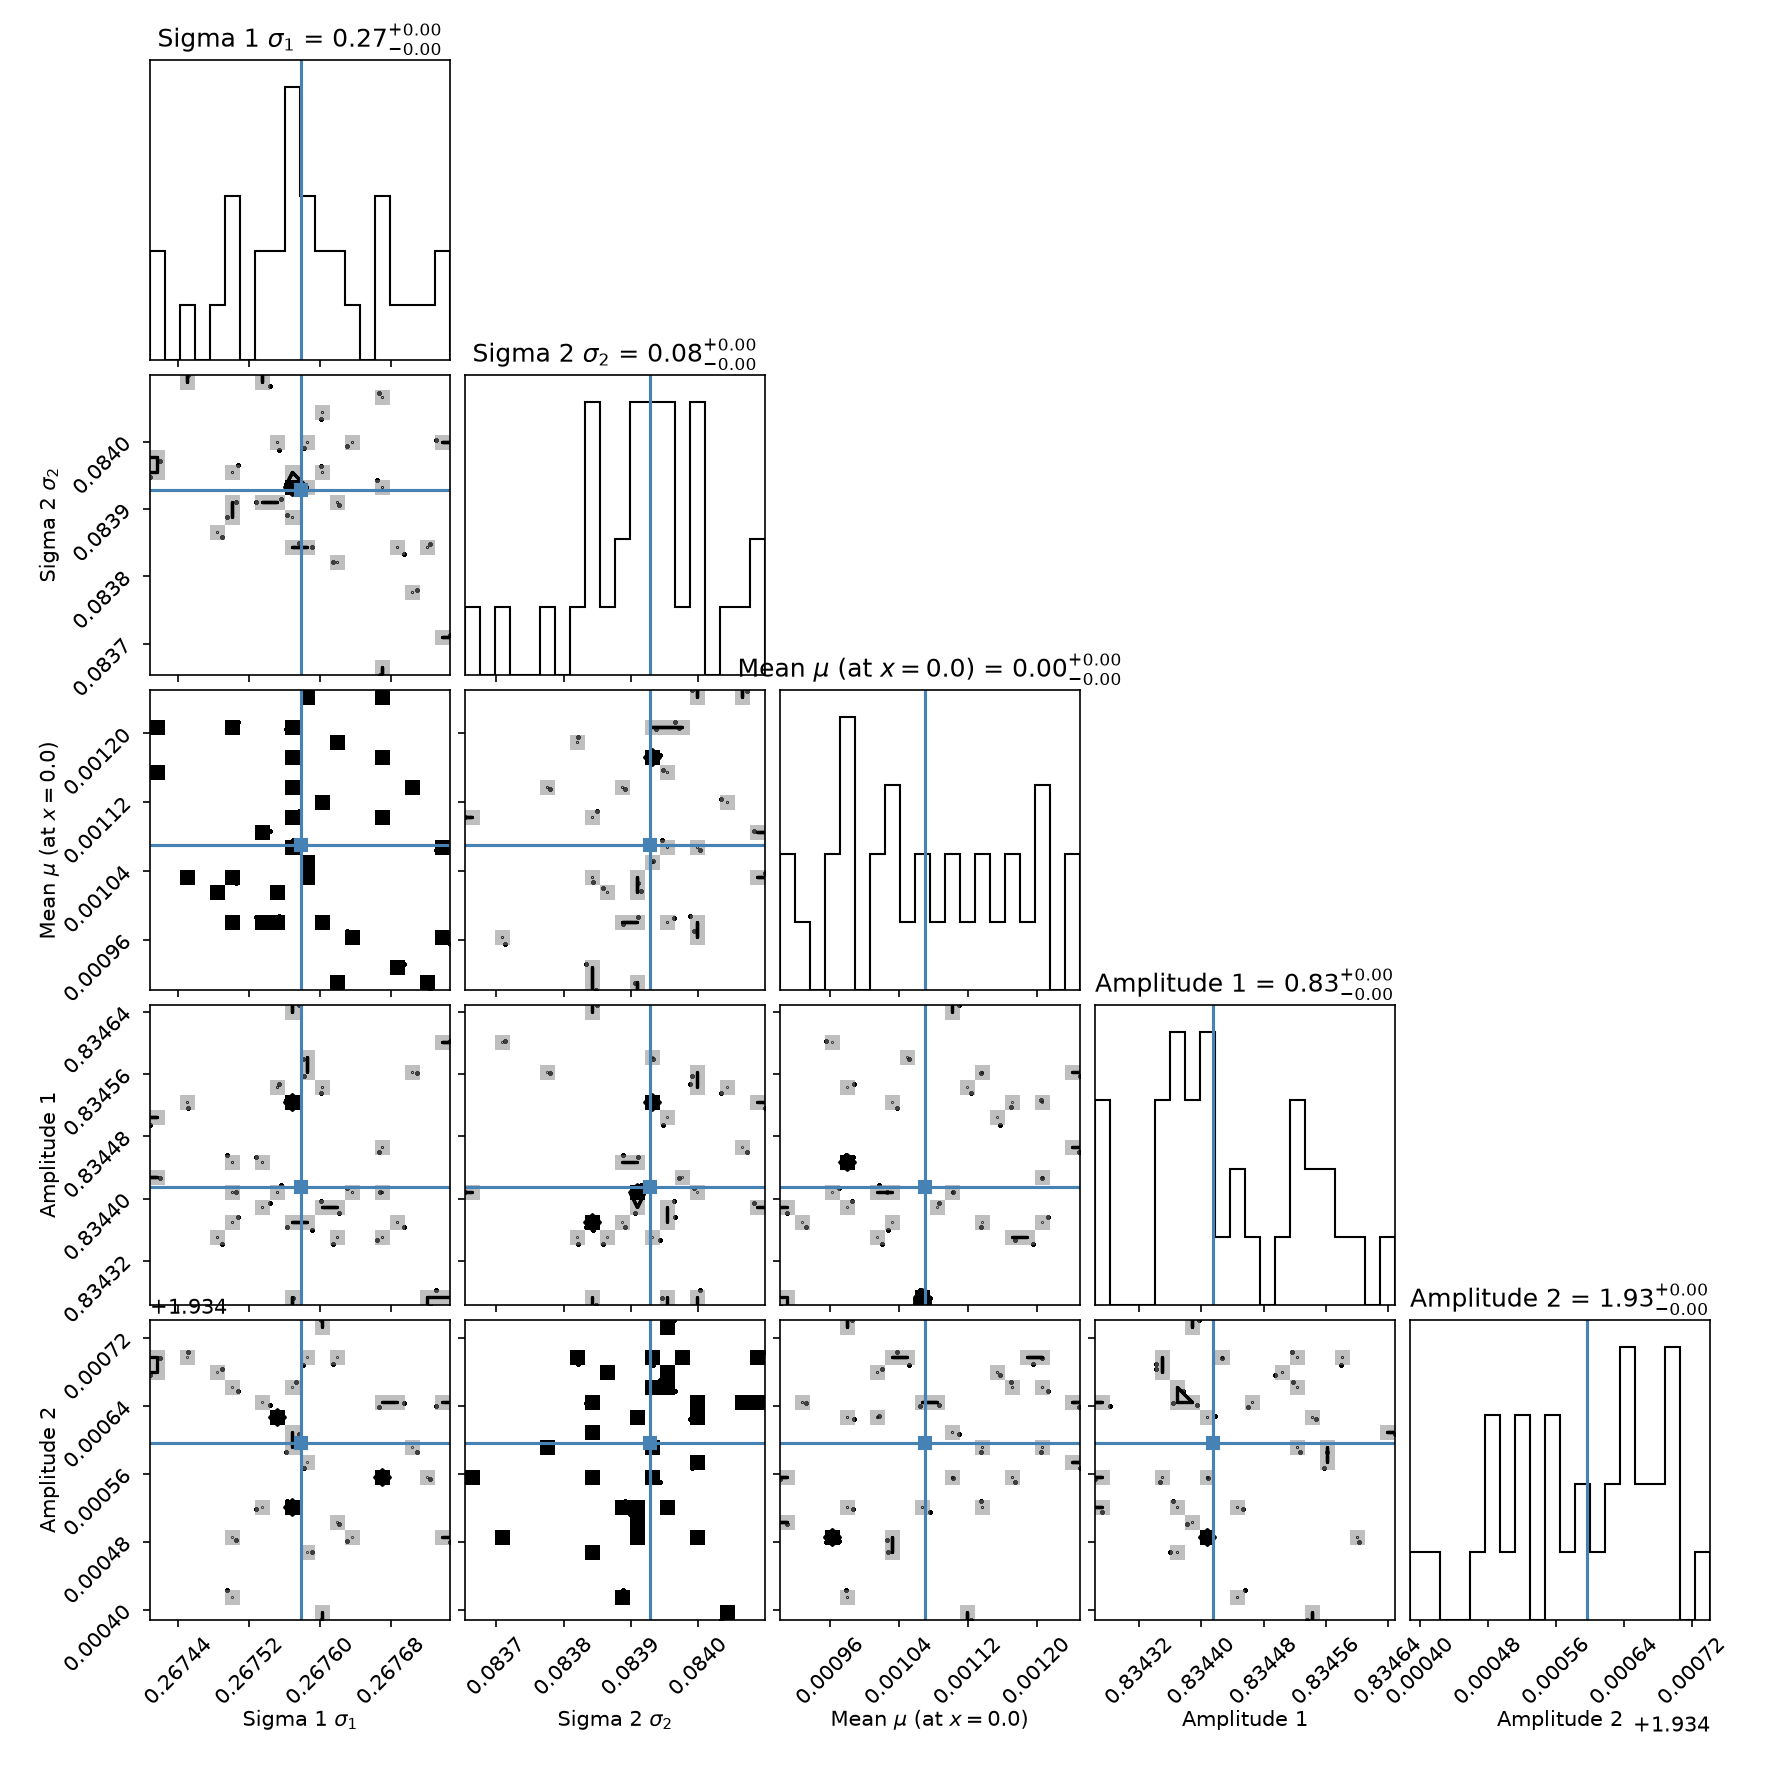 Sigma 1 σ₁ = 0.27+0.00−0.00
Sigma 2 σ₂ = 0.08+0.00−0.00
Sigma 2 σ₂
0.0840
0.0839
0.0838
0.0837
Mean μ (at x = 0.0) = 0.00+0.00−0.00
Mean μ (at x = 0.0)
0.00120
0.00112
0.00104
0.00096
Amplitude 1 = 0.83+0.00−0.00
Amplitude 1
0.83464
0.83456
0.83448
0.83440
0.83432
+1.934
Amplitude 2 = 1.93+0.00−0.00
Amplitude 2
0.00072
0.00064
0.00056
0.00048
0.00040
0.26744 0.26752 0.26760 0.26768
0.0837 0.0838 0.0839 0.0840
0.00096 0.00104 0.00112 0.00120
0.83432 0.83440 0.83448 0.83456 0.83464
0.00040 0.00048 0.00056 0.00064 0.00072
Sigma 1 σ₁
Sigma 2 σ₂
Mean μ (at x = 0.0)
Amplitude 1
Amplitude 2
+1.934